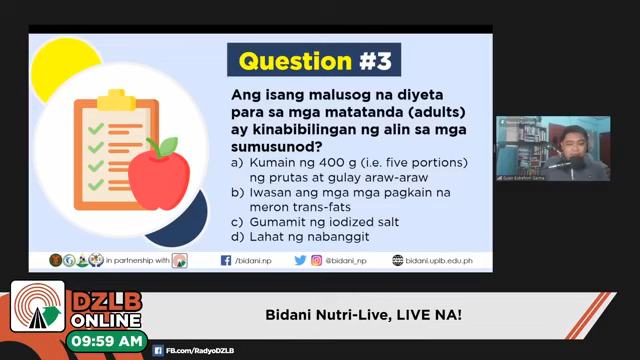 Question #3
Ang isang malusog na diyeta
para sa mga matatanda (adults)
ay kinabibilingan ng alin sa mga
sumusunod?
a) Kumain ng 400 g (i.e. five portions)
ng prutas at gulay araw-araw
b) Iwasan ang mga mga pagkain na
meron trans-fats
c) Gumamit ng iodized salt
d) Lahat ng nabanggit
in partnership with
/bidani.np
@bidani_np
bidani.uplb.edu.ph
DZLB
ONLINE
09:59 AM
Bidani Nutri-Live, LIVE NA!
FB.com/RadyoDZLB